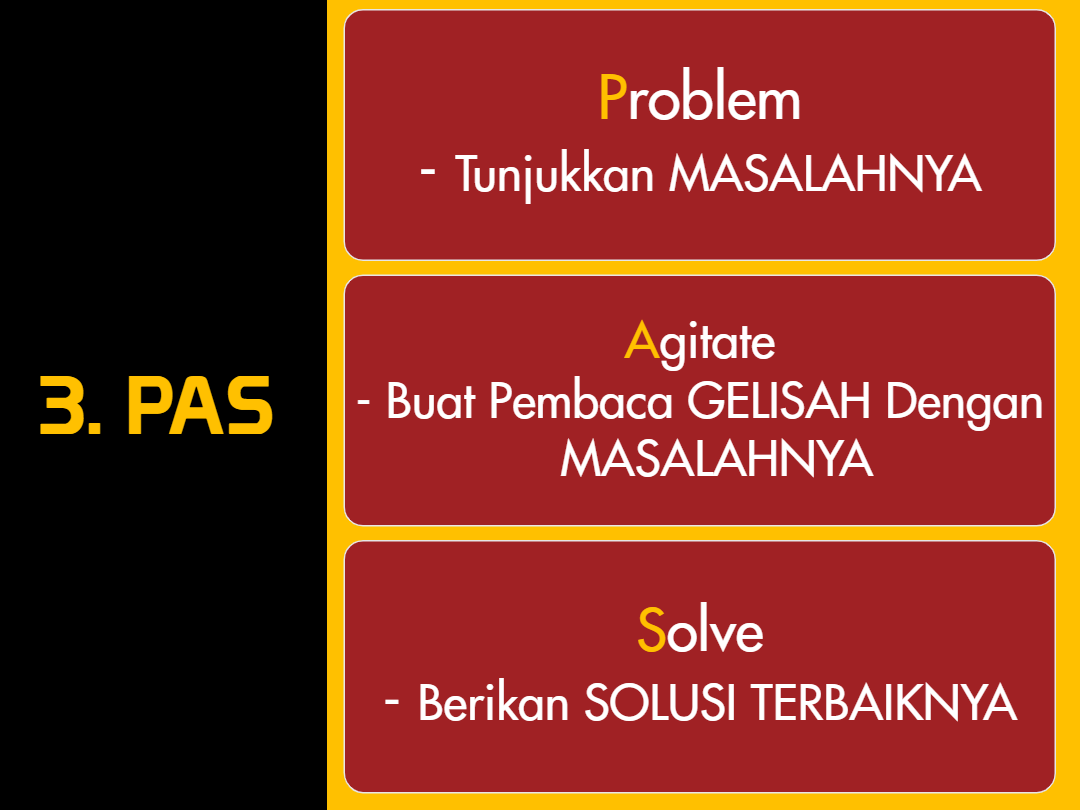 3. PAS
Problem
- Tunjukkan MASALAHNYA
Agitate
- Buat Pembaca GELISAH Dengan
MASALAHNYA
Solve
- Berikan SOLUSI TERBAIKNYA